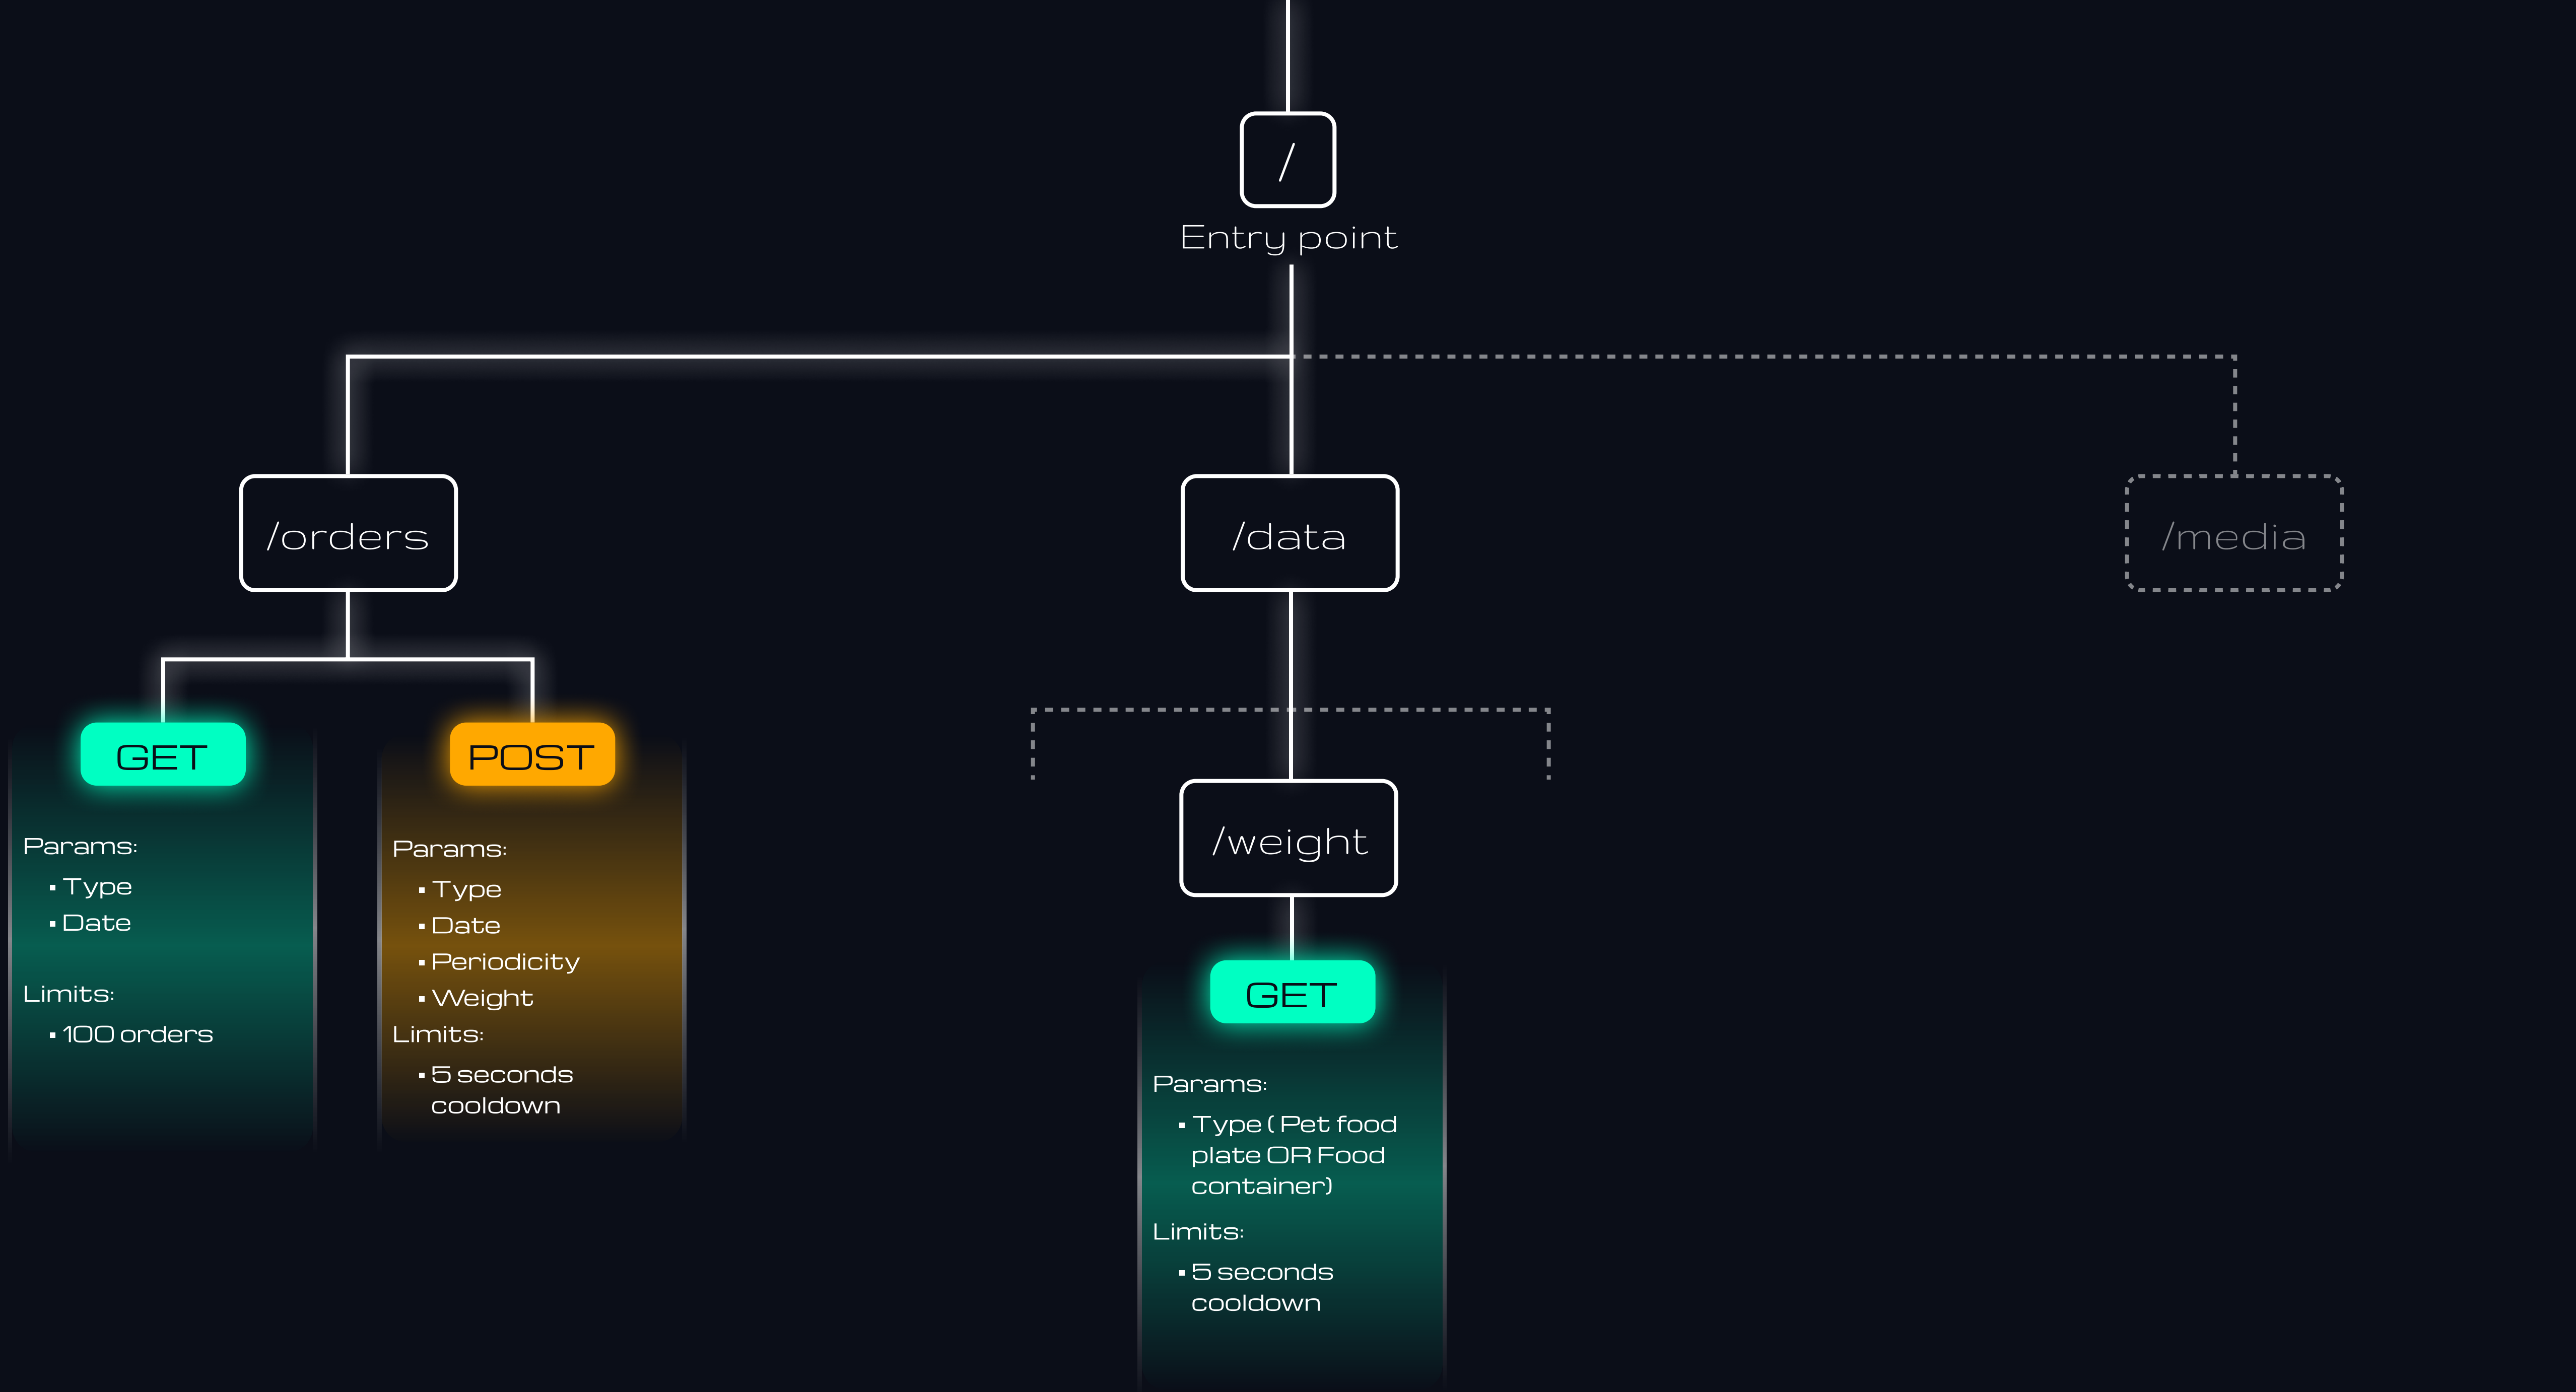 /
Entry point
/orders
/data
/media
GET
Params:
▪ Type
▪ Date
Limits:
▪ 100 orders
POST
Params:
▪ Type
▪ Date
▪ Periodicity
▪ Weight
Limits:
▪ 5 seconds
cooldown
/weight
GET
Params:
▪ Type ( Pet food
plate OR Food
container)
Limits:
▪ 5 seconds
cooldown